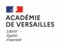 ACADÉMIE
DE VERSAILLES
Liberté
Égalité
Fraternité